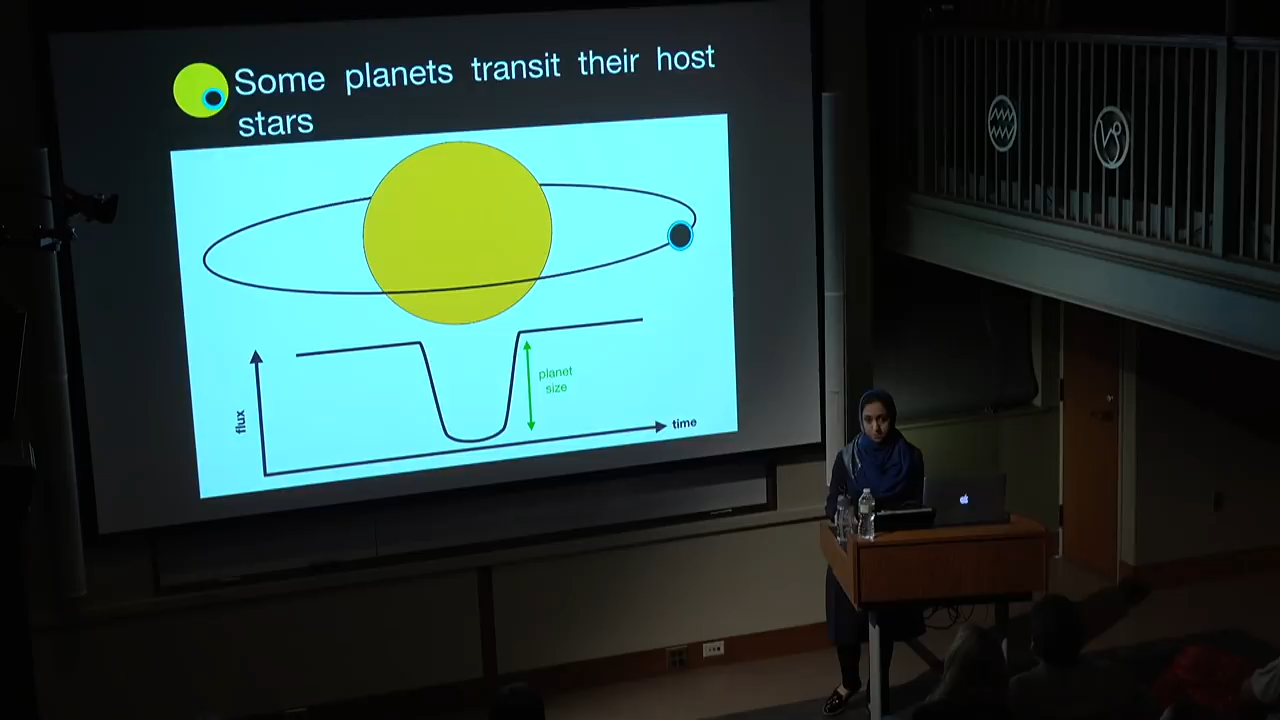 Some planets transit their host
stars
planet
size
flux
time